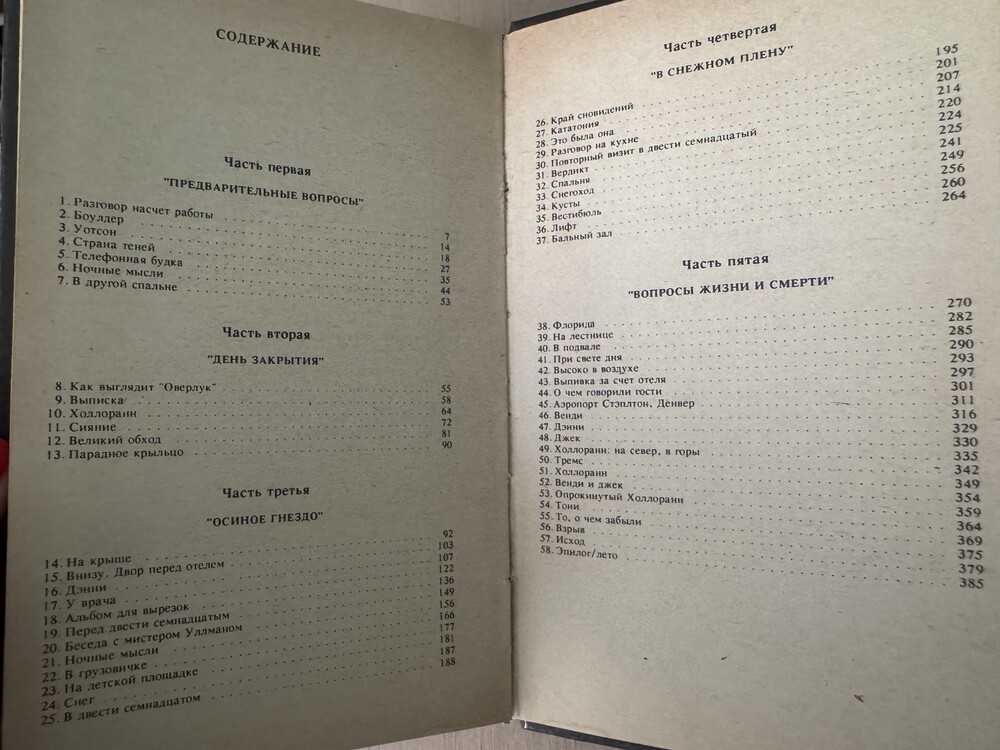 СОДЕРЖАНИЕ
Часть первая
"ПРЕДВАРИТЕЛЬНЫЕ ВОПРОСЫ"
1. Разговор насчет работы 7
2. Боулдер 14
3. Уотсон 18
4. Страна теней 27
5. Телефонная будка 35
6. Ночные мысли 44
7. В другой спальне 53
Часть вторая
"ДЕНЬ ЗАКРЫТИЯ"
8. Как выглядит "Оверлук" 55
9. Выписка 58
10. Холлоранн 64
11. Сияние 72
12. Великий обход 81
13. Парадное крыльцо 90
Часть третья
"ОСИНОЕ ГНЕЗДО"
14. На крыше 92
15. Внизу. Двор перед отелем 103
16. Дэнни 107
17. У врача 122
18. Альбом для вырезок 136
19. Перед двести семнадцатым 149
20. Беседа с мистером Уллманом 156
21. Ночные мысли 166
22. В грузовичке 177
23. На детской площадке 181
24. Снег 187
25. В двести семнадцатом 188
Часть четвертая
"В СНЕЖНОМ ПЛЕНУ"
26. Край сновидений 195
27. Кататония 201
28. Это была она 207
29. Разговор на кухне 214
30. Повторный визит в двести семнадцатый 220
31. Вердикт 224
32. Спальня 225
33. Снегоход 241
34. Кусты 249
35. Вестибюль 256
36. Лифт 260
37. Бальный зал 264
Часть пятая
"ВОПРОСЫ ЖИЗНИ И СМЕРТИ"
38. Флорида 270
39. На лестнице 282
40. В подвале 285
41. При свете дня 290
42. Высоко в воздухе 293
43. Выпивка за счет отеля 297
44. О чем говорили гости 301
45. Аэропорт Стэплтон, Денвер 311
46. Венди 316
47. Дэнни 329
48. Джек 330
49. Холлоранн: на север, в горы 335
50. Тремс 342
51. Холлоранн 349
52. Венди и джек 354
53. Опрокинутый Холлоранн 359
54. Тони 364
55. То, о чем забыли 369
56. Взрыв 375
57. Исход 379
58. Эпилог/лето 385